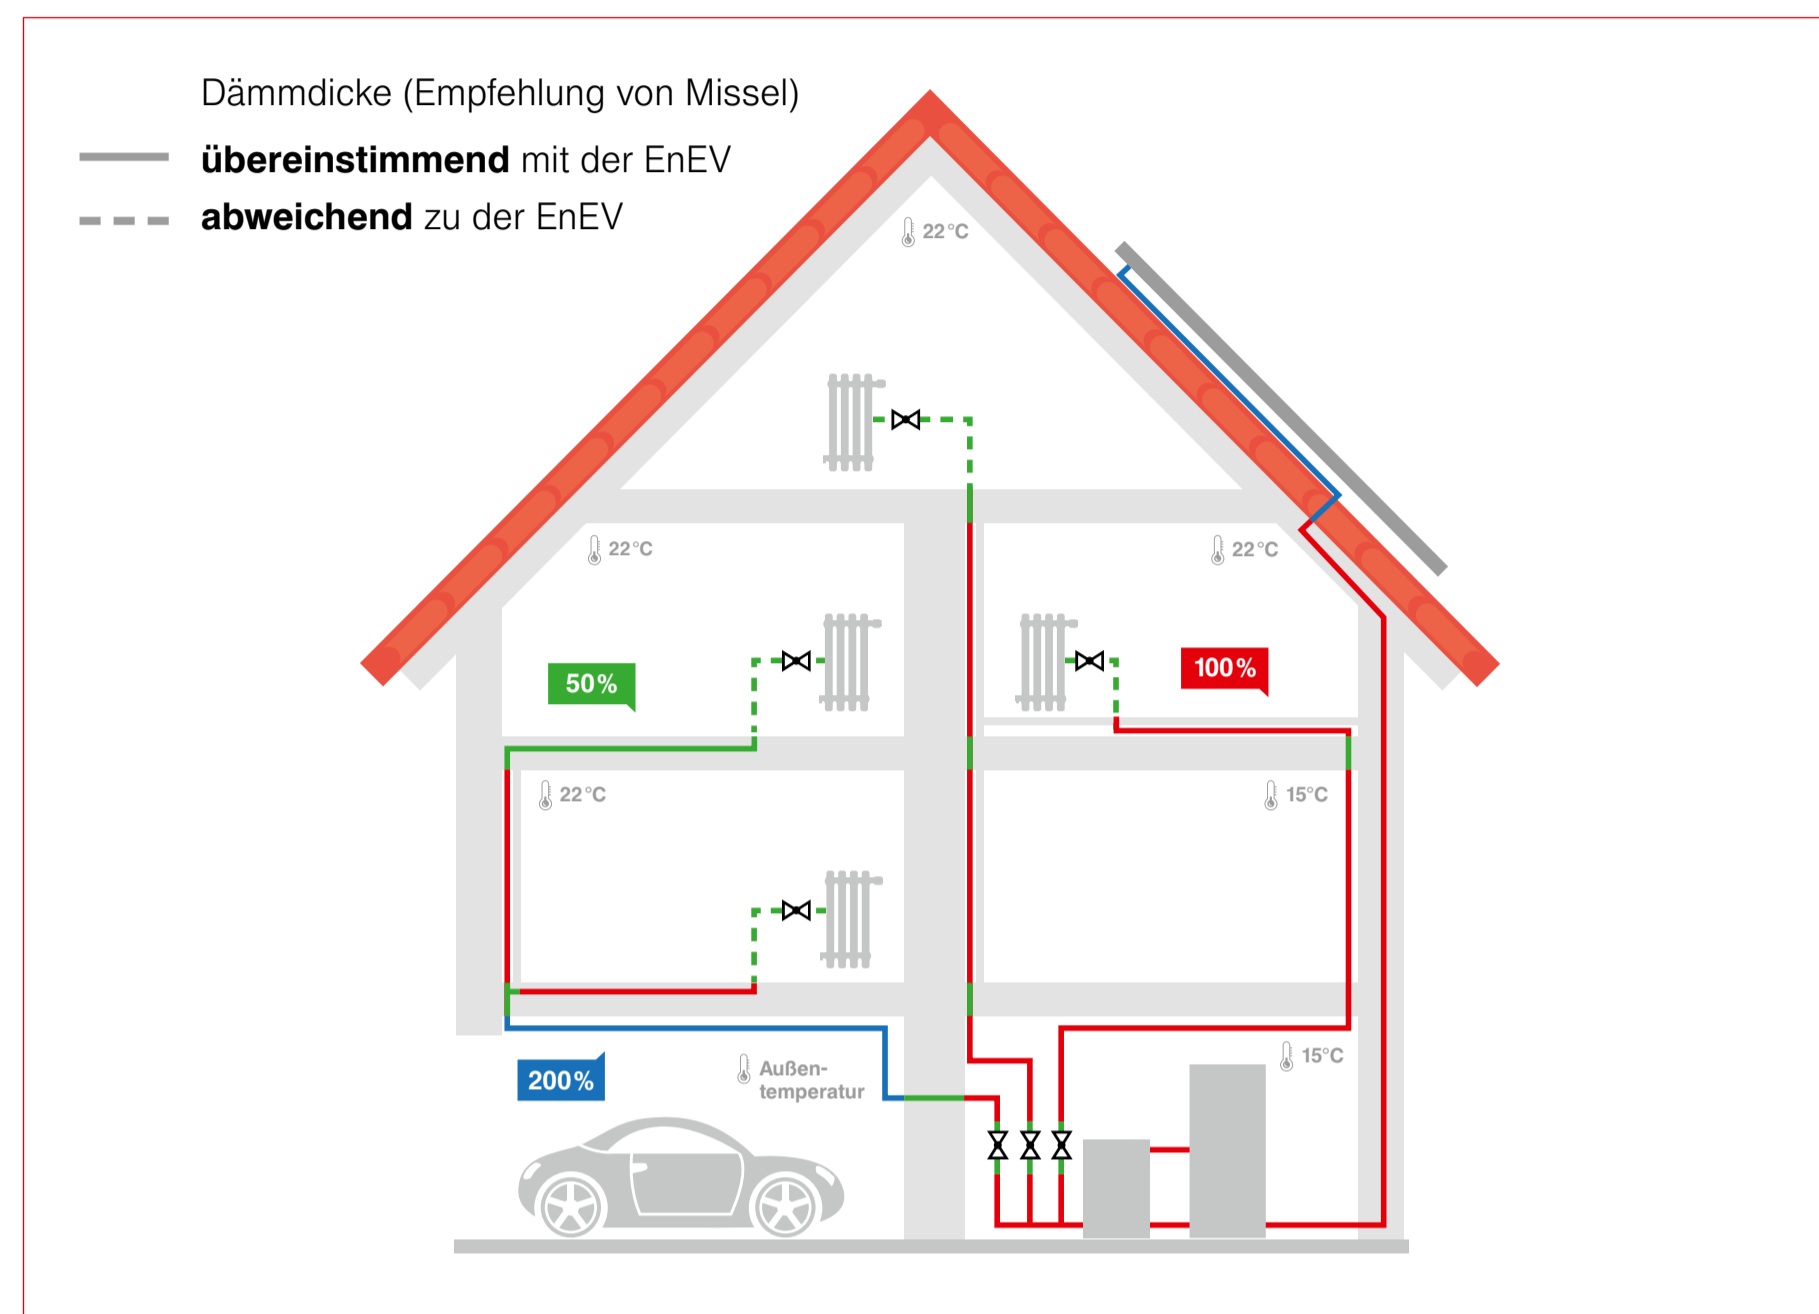 Dämmdicke (Empfehlung von Missel)
übereinstimmend mit der EnEV
abweichend zu der EnEV
22°C
22°C
22°C
50%
100%
22°C
15°C
200%
Außen-
temperatur
15°C